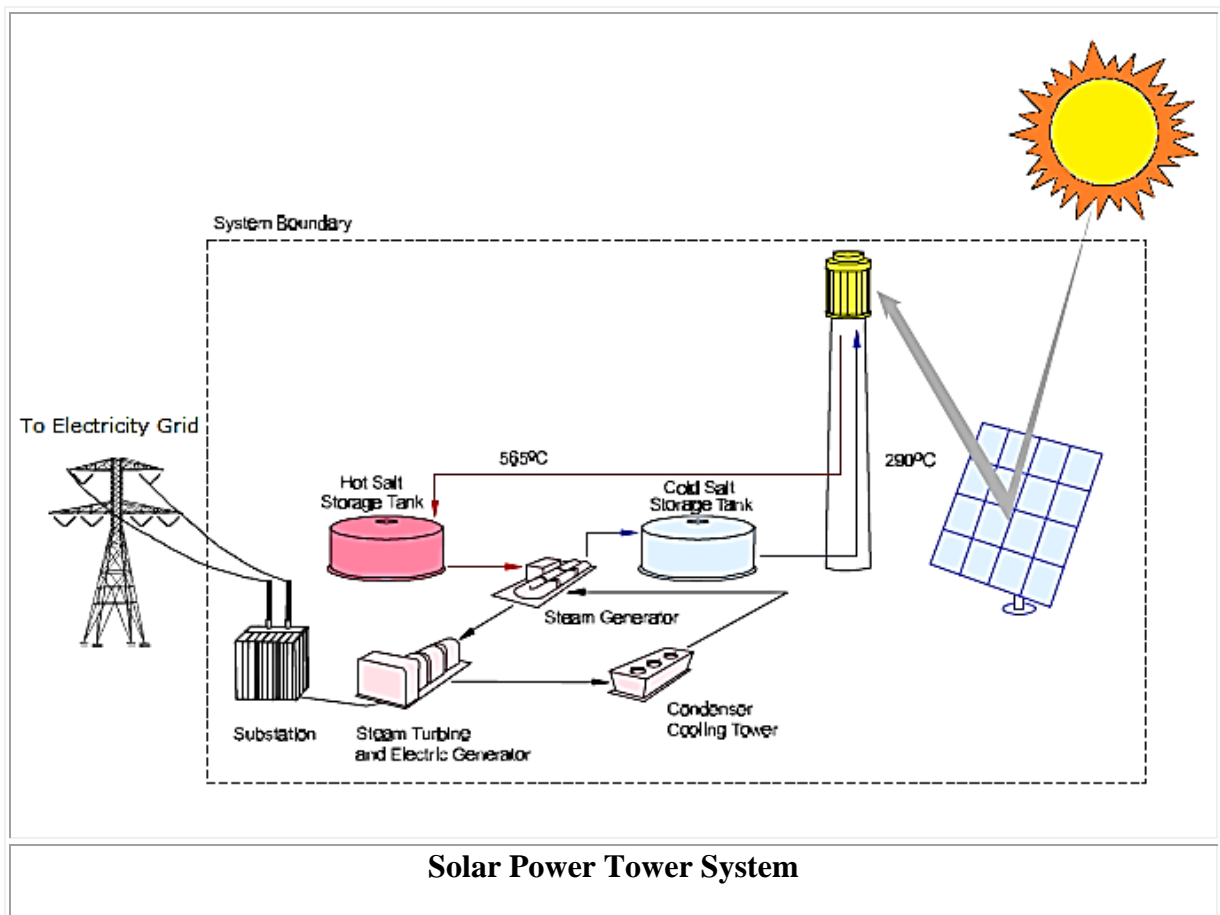 System Boundary
To Electricity Grid
565ºC
290ºC
Hot Salt
Storage Tank
Cold Salt
Storage Tank
Steam Generator
Substation
Steam Turbine
and Electric Generator
Condenser
Cooling Tower
Solar Power Tower System